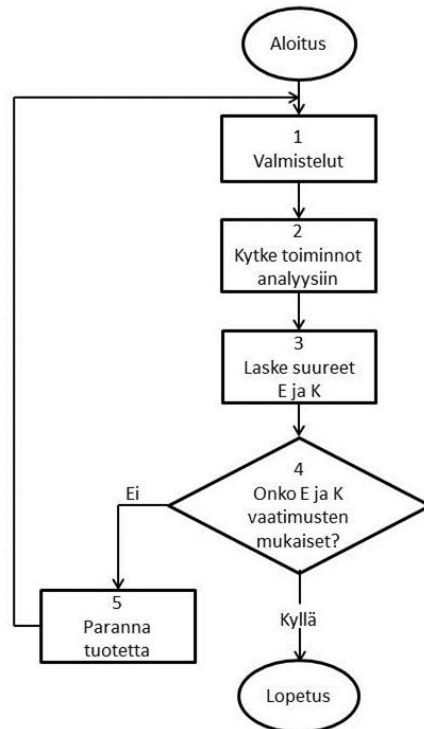 Aloitus
1
Valmistelut
2
Kytke toiminnot
analyysiin
3
Laske suureet
E ja K
4
Onko E ja K
vaatimusten
mukaiset?
Ei
5
Paranna
tuotetta
Kyllä
Lopetus